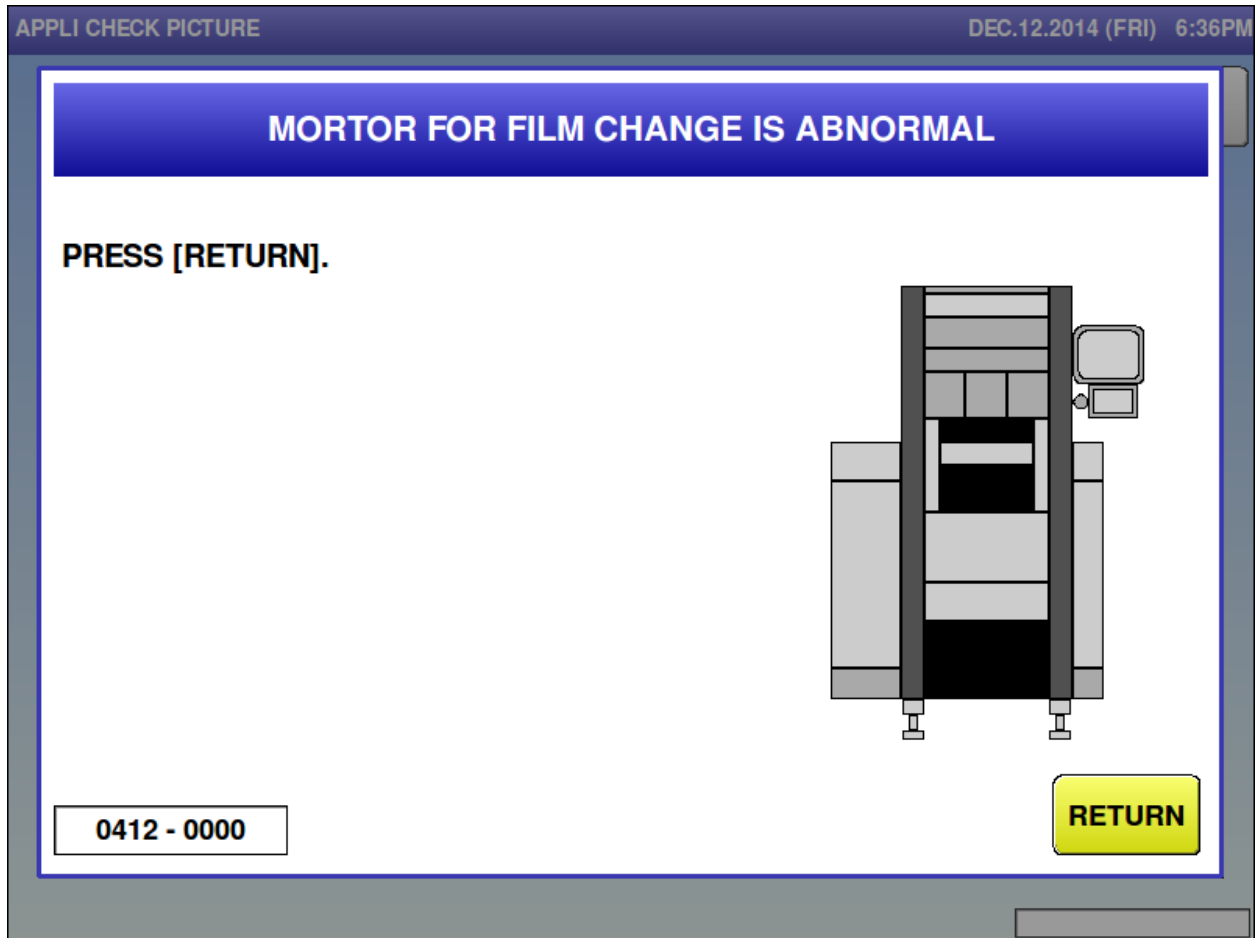 APPLI CHECK PICTURE DEC.12.2014 (FRI) 6:36PM
MORTOR FOR FILM CHANGE IS ABNORMAL
PRESS [RETURN].
RETURN
0412 - 0000